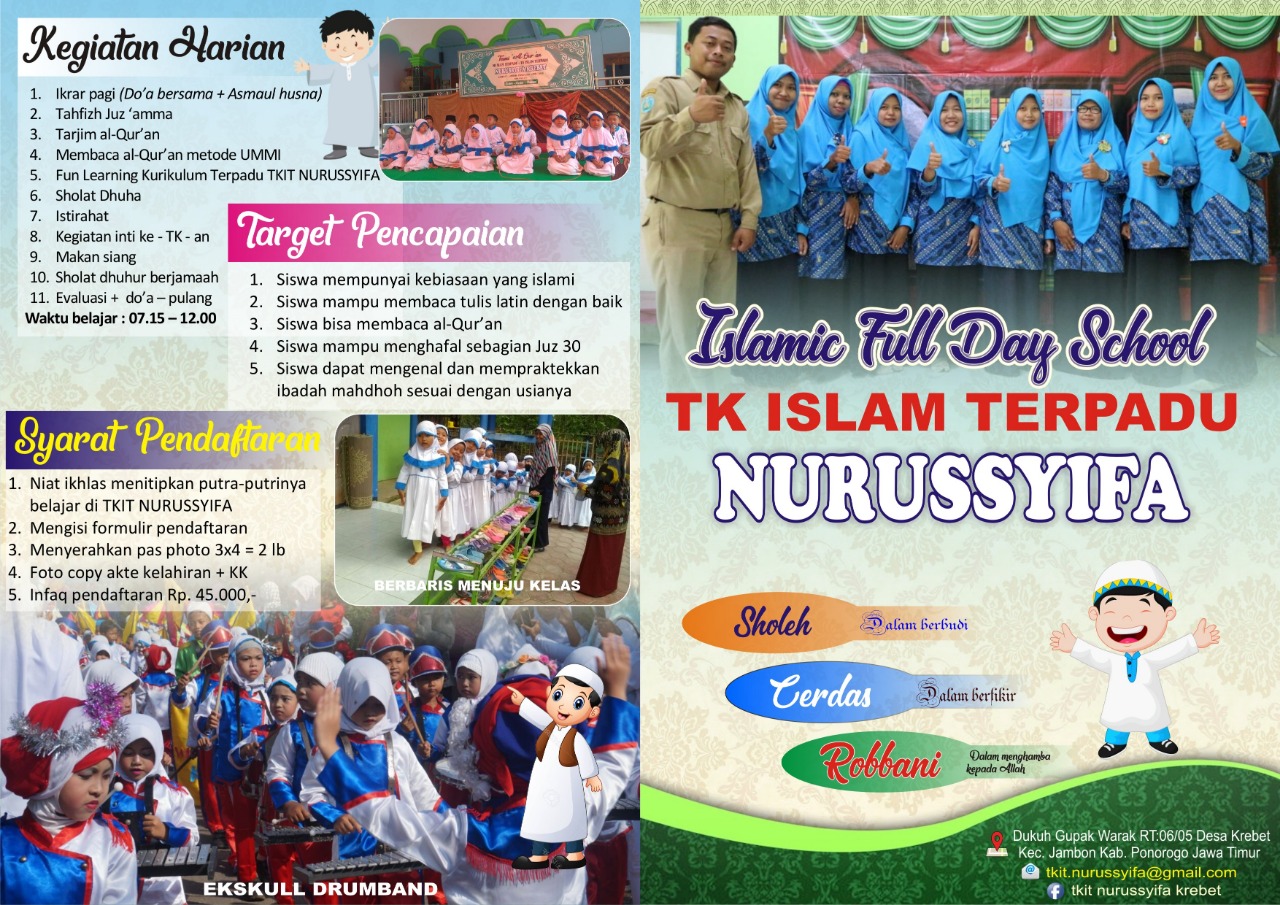 Kegiatan Harian
1. Ikrar pagi (Do'a bersama + Asmaul husna)
2. Tahfizh Juz 'amma
3. Tarjim al-Qur'an
4. Membaca al-Qur'an metode UMMI
5. Fun Learning Kurikulum Terpadu TKIT NURUSSYIFA
6. Sholat Dhuha
7. Istirahat
8. Kegiatan inti ke - TK - an
9. Makan siang
10. Sholat dhuhur berjamaah
11. Evaluasi + do'a – pulang
Waktu belajar : 07.15 – 12.00
Target Pencapaian
1. Siswa mempunyai kebiasaan yang islami
2. Siswa mampu membaca tulis latin dengan baik
3. Siswa bisa membaca al-Qur'an
4. Siswa mampu menghafal sebagian Juz 30
5. Siswa dapat mengenal dan mempraktekkan
ibadah mahdhoh sesuai dengan usianya
Syarat Pendaftaran
1. Niat ikhlas menitipkan putra-putrinya
belajar di TKIT NURUSSYIFA
2. Mengisi formulir pendaftaran
3. Menyerahkan pas photo 3x4 = 2 lb
4. Foto copy akte kelahiran + KK
5. Infaq pendaftaran Rp. 45.000,-
BERBARIS MENUJU KELAS
EKSKULL DRUMBAND
Islamic Full Day School
TK ISLAM TERPADU
NURUSSYIFA
Sholeh Dalam berbudi
Cerdas Dalam berfikir
Robbani Dalam menghamba
kepada Allah
Dukuh Gupak Warak RT:06/05 Desa Krebet
Kec. Jambon Kab. Ponorogo Jawa Timur
tkit.nurussyifa@gmail.com
tkit nurussyifa krebet